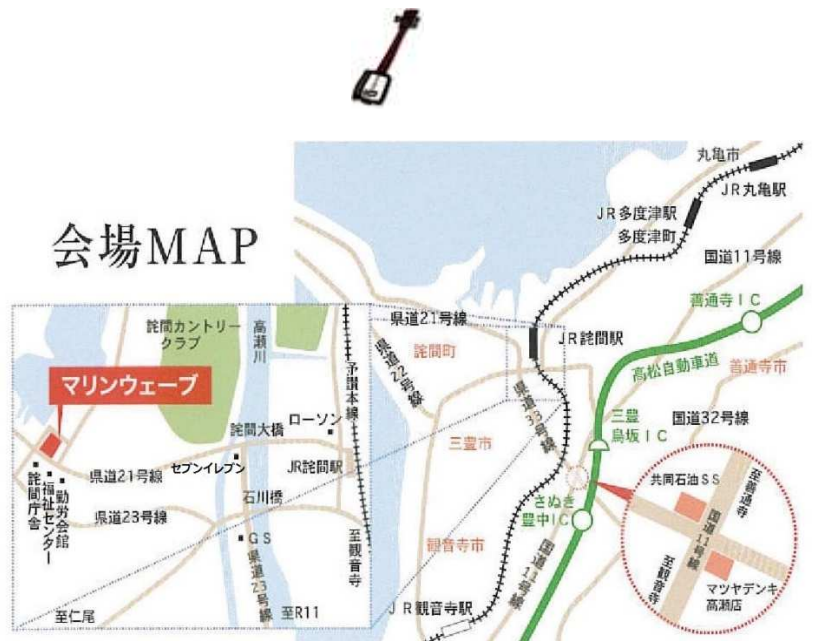 会場MAP
丸亀市
JR丸亀駅
JR多度津駅
多度津町
国道11号線
善通寺IC
県道21号線
JR詫間駅
詫間町
県道22号線
高松自動車道
善通寺市
県道33号線
三豊鳥坂IC
国道32号線
三豊市
さぬき豊中IC
観音寺市
国道11号線
JR観音寺駅
共同石油SS
至善通寺
国道11号線
至観音寺
マツヤデンキ
高瀬店
詫間カントリー
クラブ
高瀬川
予讃本線
マリンウェーブ
ローソン
詫間大橋
セブンイレブン
JR詫間駅
県道21号線
石川橋
詫間庁舎
福祉センター
勤労会館
県道23号線
GS
県道23号線
至観音寺
至仁尾
至R11